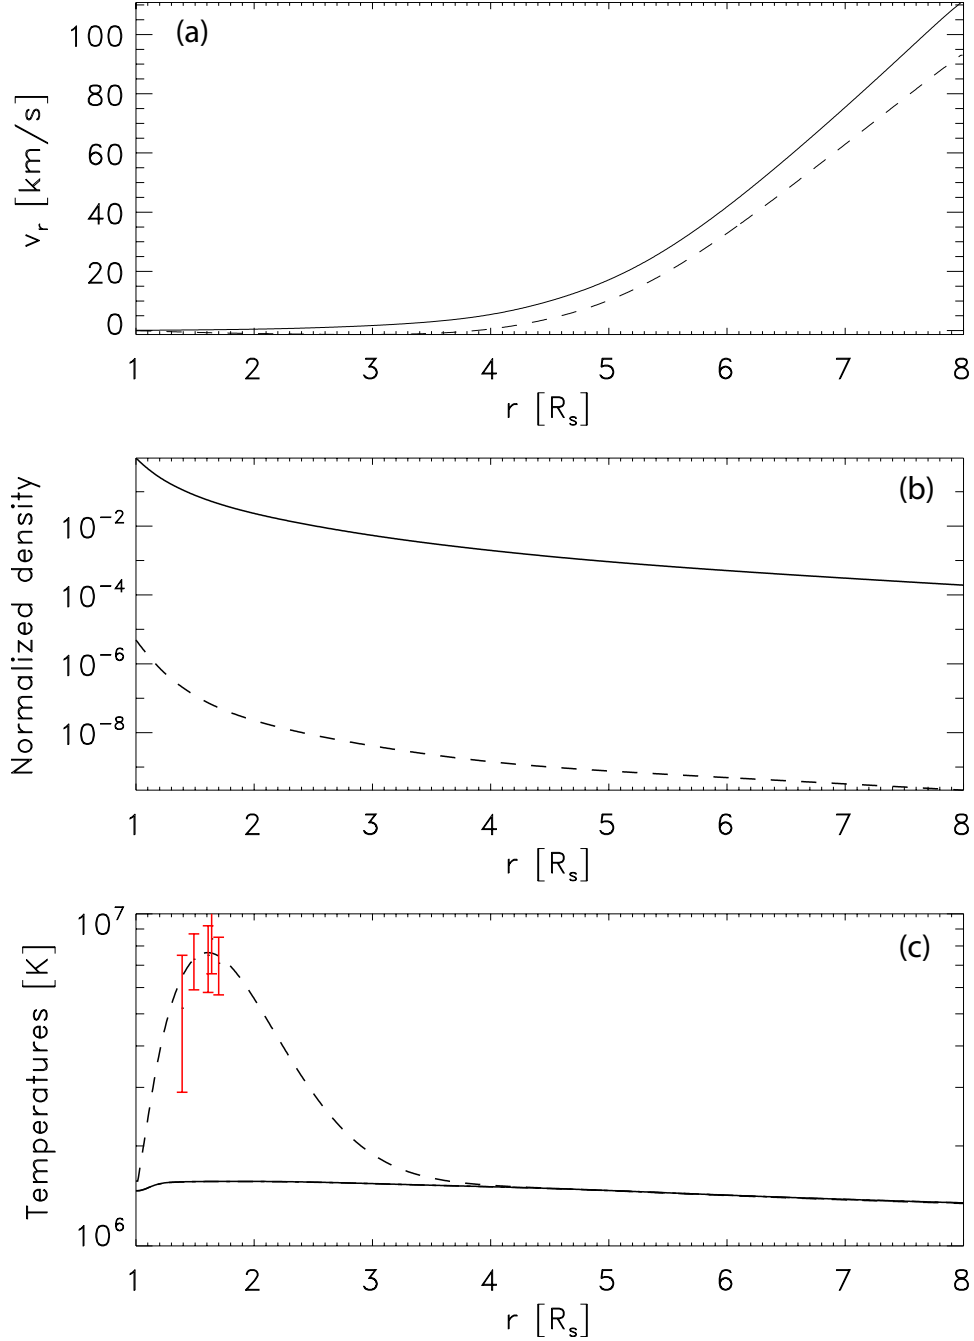 (a)
v_r [km/s]
100
80
60
40
20
0
1 2 3 4 5 6 7 8
r [R_s]
(b)
Normalized density
10^-2
10^-4
10^-6
10^-8
1 2 3 4 5 6 7 8
r [R_s]
(c)
Temperatures [K]
10^7
10^6
1 2 3 4 5 6 7 8
r [R_s]